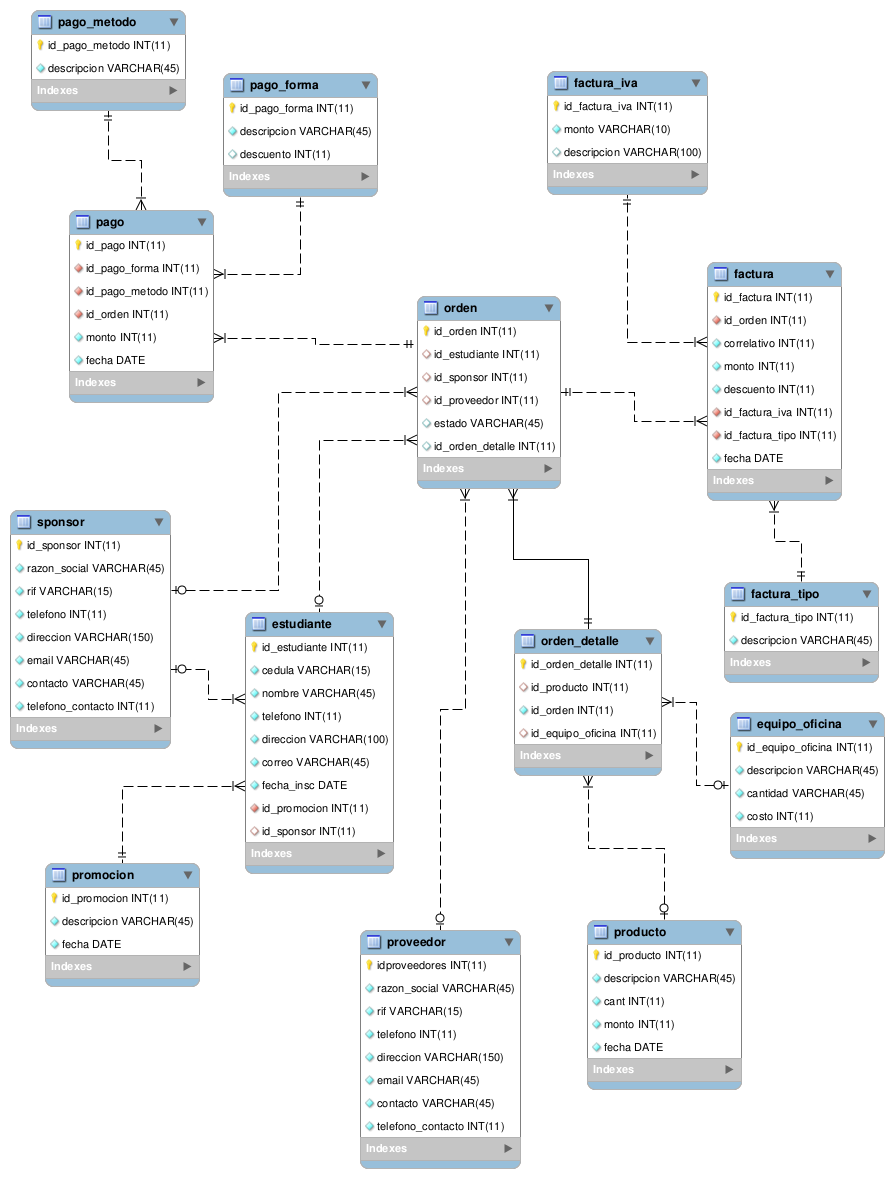 pago_metodo
id_pago_metodo INT(11)
descripcion VARCHAR(45)
Indexes
pago_forma
id_pago_forma INT(11)
descripcion VARCHAR(45)
descuento INT(11)
Indexes
factura_iva
id_factura_iva INT(11)
monto VARCHAR(10)
descripcion VARCHAR(100)
Indexes
pago
id_pago INT(11)
id_pago_forma INT(11)
id_pago_metodo INT(11)
id_orden INT(11)
monto INT(11)
fecha DATE
Indexes
orden
id_orden INT(11)
id_estudiante INT(11)
id_sponsor INT(11)
id_proveedor INT(11)
estado VARCHAR(45)
id_orden_detalle INT(11)
Indexes
factura
id_factura INT(11)
id_orden INT(11)
correlativo INT(11)
monto INT(11)
descuento INT(11)
id_factura_iva INT(11)
id_factura_tipo INT(11)
fecha DATE
Indexes
sponsor
id_sponsor INT(11)
razon_social VARCHAR(45)
rif VARCHAR(15)
telefono INT(11)
direccion VARCHAR(150)
email VARCHAR(45)
contacto VARCHAR(45)
telefono_contacto INT(11)
Indexes
estudiante
id_estudiante INT(11)
cedula VARCHAR(15)
nombre VARCHAR(45)
telefono INT(11)
direccion VARCHAR(100)
correo VARCHAR(45)
fecha_insc DATE
id_promocion INT(11)
id_sponsor INT(11)
Indexes
orden_detalle
id_orden_detalle INT(11)
id_producto INT(11)
id_orden INT(11)
id_equipo_oficina INT(11)
Indexes
factura_tipo
id_factura_tipo INT(11)
descripcion VARCHAR(45)
Indexes
equipo_oficina
id_equipo_oficina INT(11)
descripcion VARCHAR(45)
cantidad VARCHAR(45)
costo INT(11)
Indexes
promocion
id_promocion INT(11)
descripcion VARCHAR(45)
fecha DATE
Indexes
proveedor
idproveedores INT(11)
razon_social VARCHAR(45)
rif VARCHAR(15)
telefono INT(11)
direccion VARCHAR(150)
email VARCHAR(45)
contacto VARCHAR(45)
telefono_contacto INT(11)
Indexes
producto
id_producto INT(11)
descripcion VARCHAR(45)
cant INT(11)
monto INT(11)
fecha DATE
Indexes